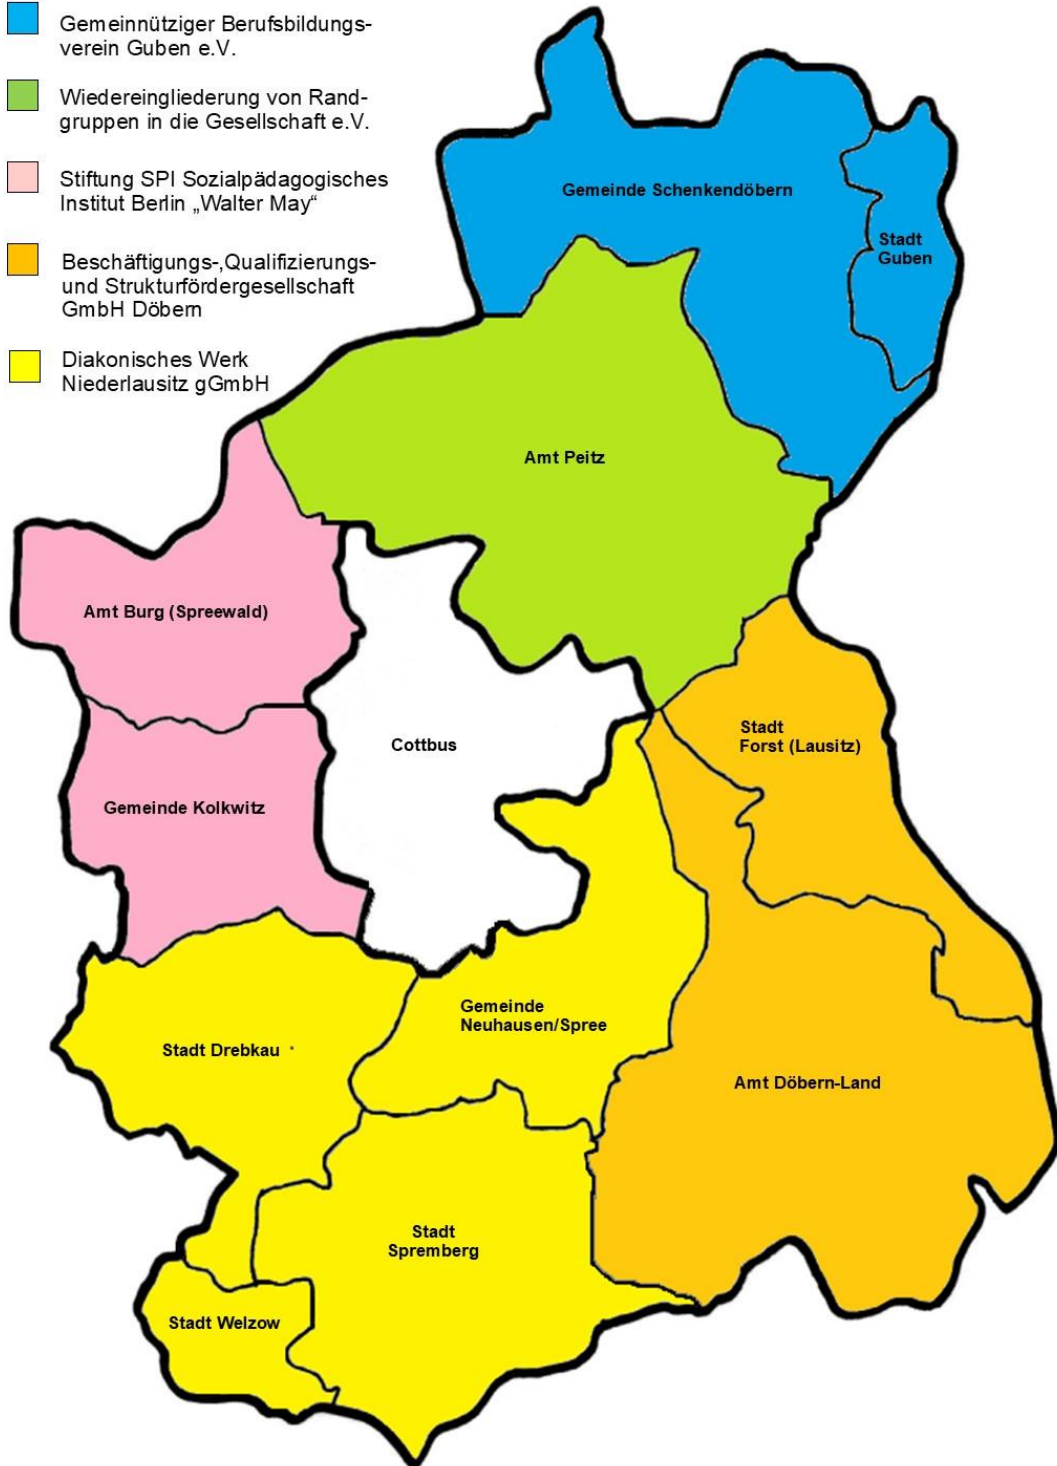 Gemeinnütziger Berufsbildungs-
verein Guben e.V.
Wiedereingliederung von Rand-
gruppen in die Gesellschaft e.V.
Stiftung SPI Sozialpädagogisches
Institut Berlin „Walter May“
Beschäftigungs-,Qualifizierungs-
und Strukturfördergesellschaft
GmbH Döbern
Diakonisches Werk
Niederlausitz gGmbH
Gemeinde Schenkendöbern
Stadt
Guben
Amt Peitz
Amt Burg (Spreewald)
Stadt
Forst (Lausitz)
Cottbus
Gemeinde Kolkwitz
Gemeinde
Neuhausen/Spree
Stadt Drebkau
Amt Döbern-Land
Stadt
Spremberg
Stadt Welzow